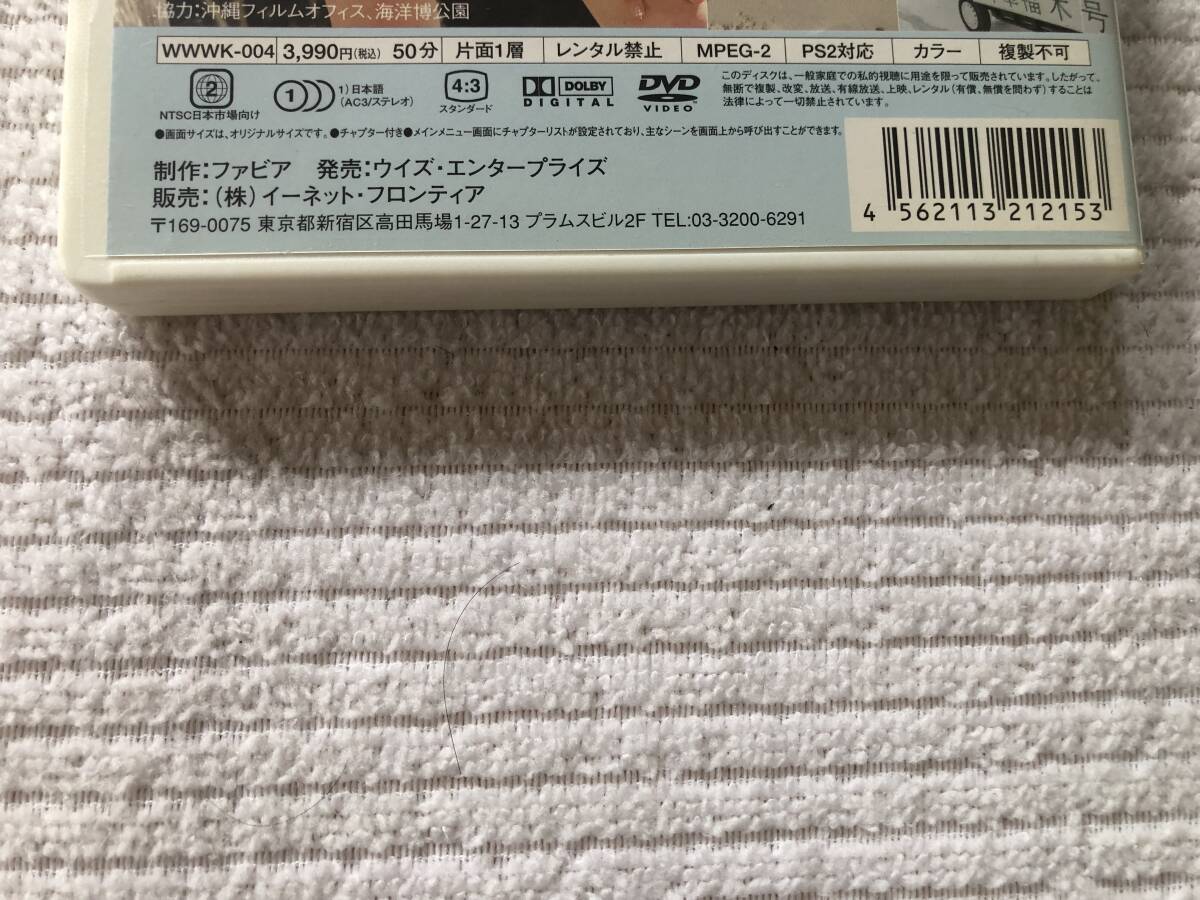 協力:沖縄フィルムオフィス、海洋博公園
木号
WWWK-004 3,990円(税込) 50分 片面1層 レンタル禁止 MPEG-2 PS2対応 カラー 複製不可
2
NTSC日本市場向け
1 1)日本語
(AC3/ステレオ)
4:3
スタンダード
DOLBY
DIGITAL
DVD
VIDEO
このディスクは、一般家庭での私的視聴に用途を限って販売されています。したがって、
無断で複製、改変、放送、有線放送、上映、レンタル(有償、無償を問わず)することは
法律によって一切禁止されています。
●画面サイズは、オリジナルサイズです。●チャプター付き●メインメニュー画面にチャプターリストが設定されており、主なシーンを画面上から呼び出すことができます。
制作:ファビア 発売:ウイズ・エンタープライズ
販売:(株)イーネット・フロンティア
〒169-0075 東京都新宿区高田馬場1-27-13 プラムスビル2F TEL:03-3200-6291
4 562113 212153